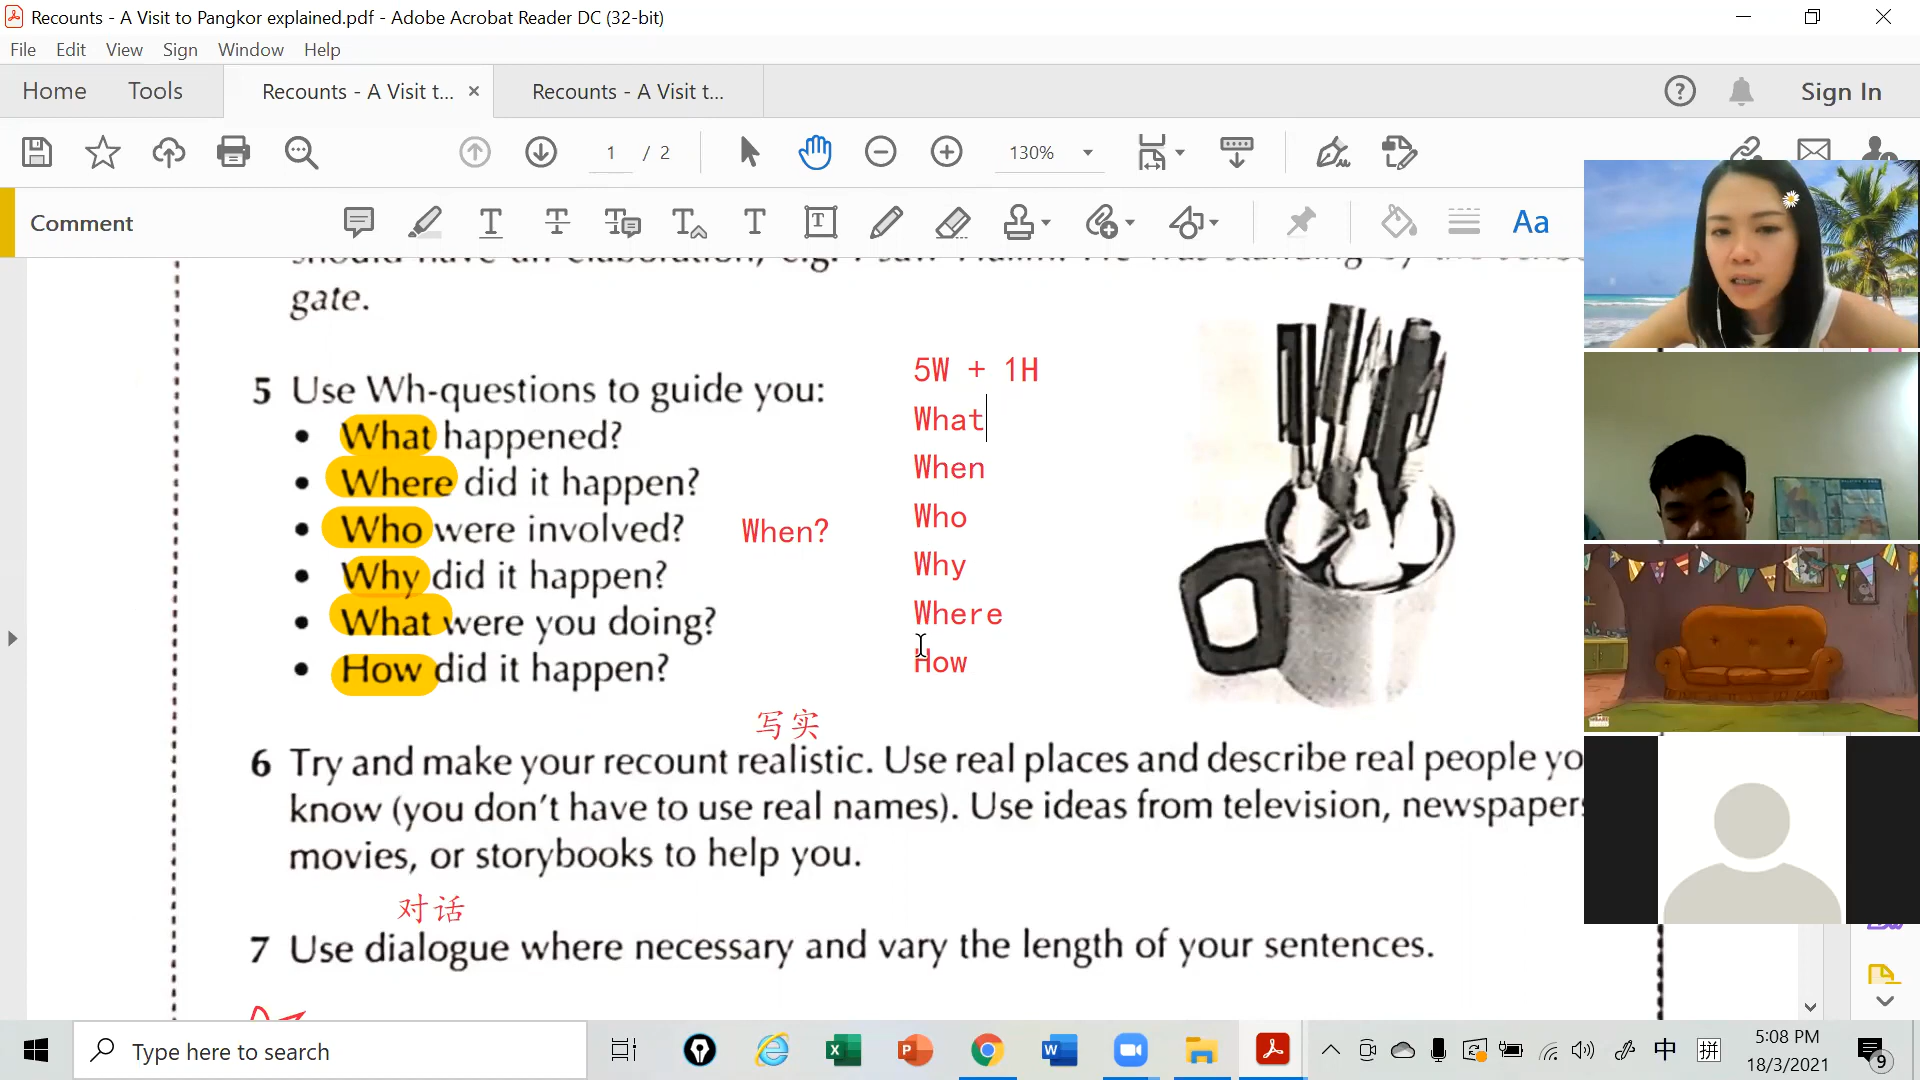 Recounts - A Visit to Pangkor explained.pdf - Adobe Acrobat Reader DC (32-bit)
File Edit View Sign Window Help
Home Tools Recounts - A Visit t... × Recounts - A Visit t... Sign In
1 / 2 130%
Comment
Aa
gate.
5 Use Wh-questions to guide you:
• What happened?
• Where did it happen?
• Who were involved?
• Why did it happen?
• What were you doing?
• How did it happen?
When?
5W + 1H
What
When
Who
Why
Where
How
写实
6 Try and make your recount realistic. Use real places and describe real people yo
know (you don't have to use real names). Use ideas from television, newspapers
movies, or storybooks to help you.
对话
7 Use dialogue where necessary and vary the length of your sentences.
Type here to search
中 拼
5:08 PM
18/3/2021
9